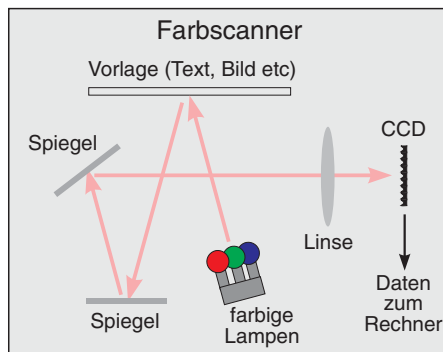 Farbscanner
Vorlage (Text, Bild etc)
Spiegel
CCD
Linse
Spiegel
farbige
Lampen
Daten
zum
Rechner